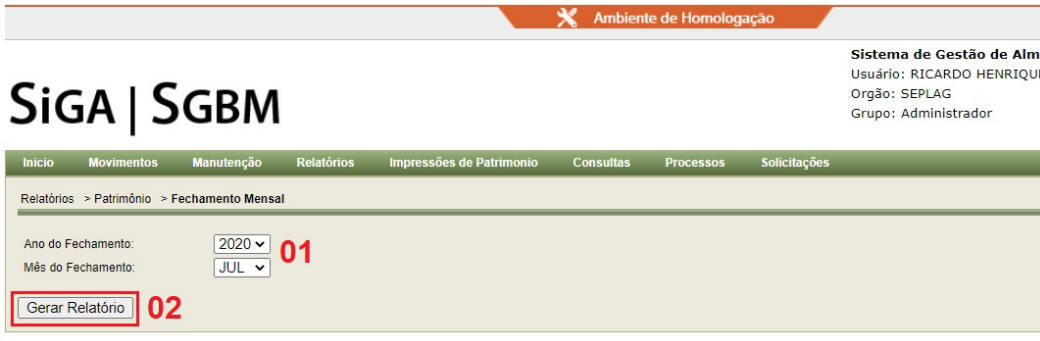 Ambiente de Homologação
Sistema de Gestão de Alm
Usuário: RICARDO HENRIQU
Orgão: SEPLAG
Grupo: Administrador
SiGA | SGBM
Inicio Movimentos Manutenção Relatórios Impressões de Patrimonio Consultas Processos Solicitações
Relatórios > Patrimônio > Fechamento Mensal
Ano do Fechamento: 2020
01
Mês do Fechamento: JUL
Gerar Relatório 02